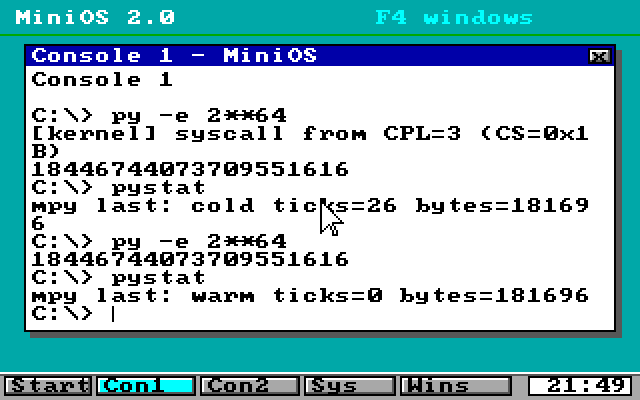 MiniOS 2.0 F4 windows
Console 1 - MiniOS
Console 1
C:\> py -e 2**64
[kernel] syscall from CPL=3 (CS=0x1
B)
18446744073709551616
C:\> pystat
mpy last: cold ticks=26 bytes=18169
6
C:\> py -e 2**64
18446744073709551616
C:\> pystat
mpy last: warm ticks=0 bytes=181696
C:\>
Start Con1 Con2 Sys Wins 21:49